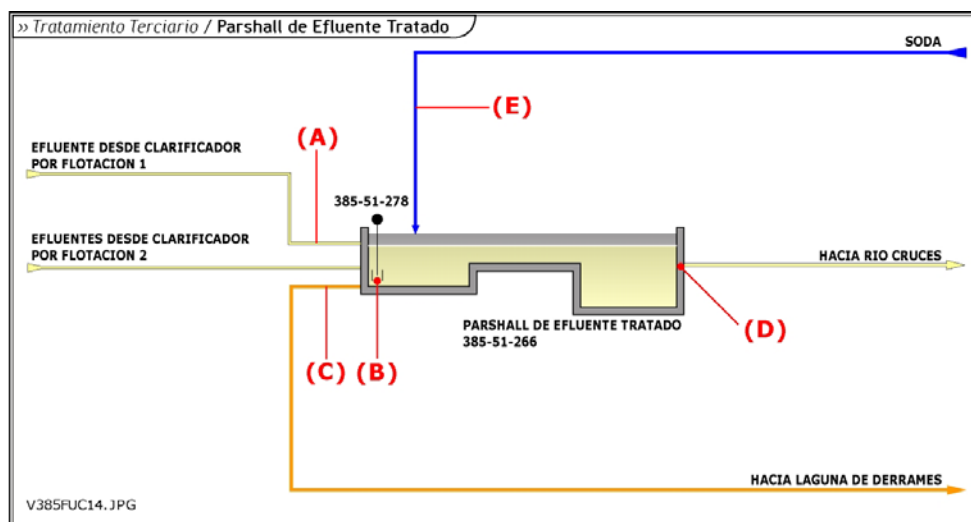 » Tratamiento Terciario / Parshall de Efluente Tratado
SODA
(E)
(A)
EFLUENTE DESDE CLARIFICADOR
POR FLOTACION 1
385-51-278
EFLUENTES DESDE CLARIFICADOR
POR FLOTACION 2
HACIA RIO CRUCES
PARSHALL DE EFLUENTE TRATADO
385-51-266
(D)
(C)
(B)
HACIA LAGUNA DE DERRAMES
V385FUC14.JPG